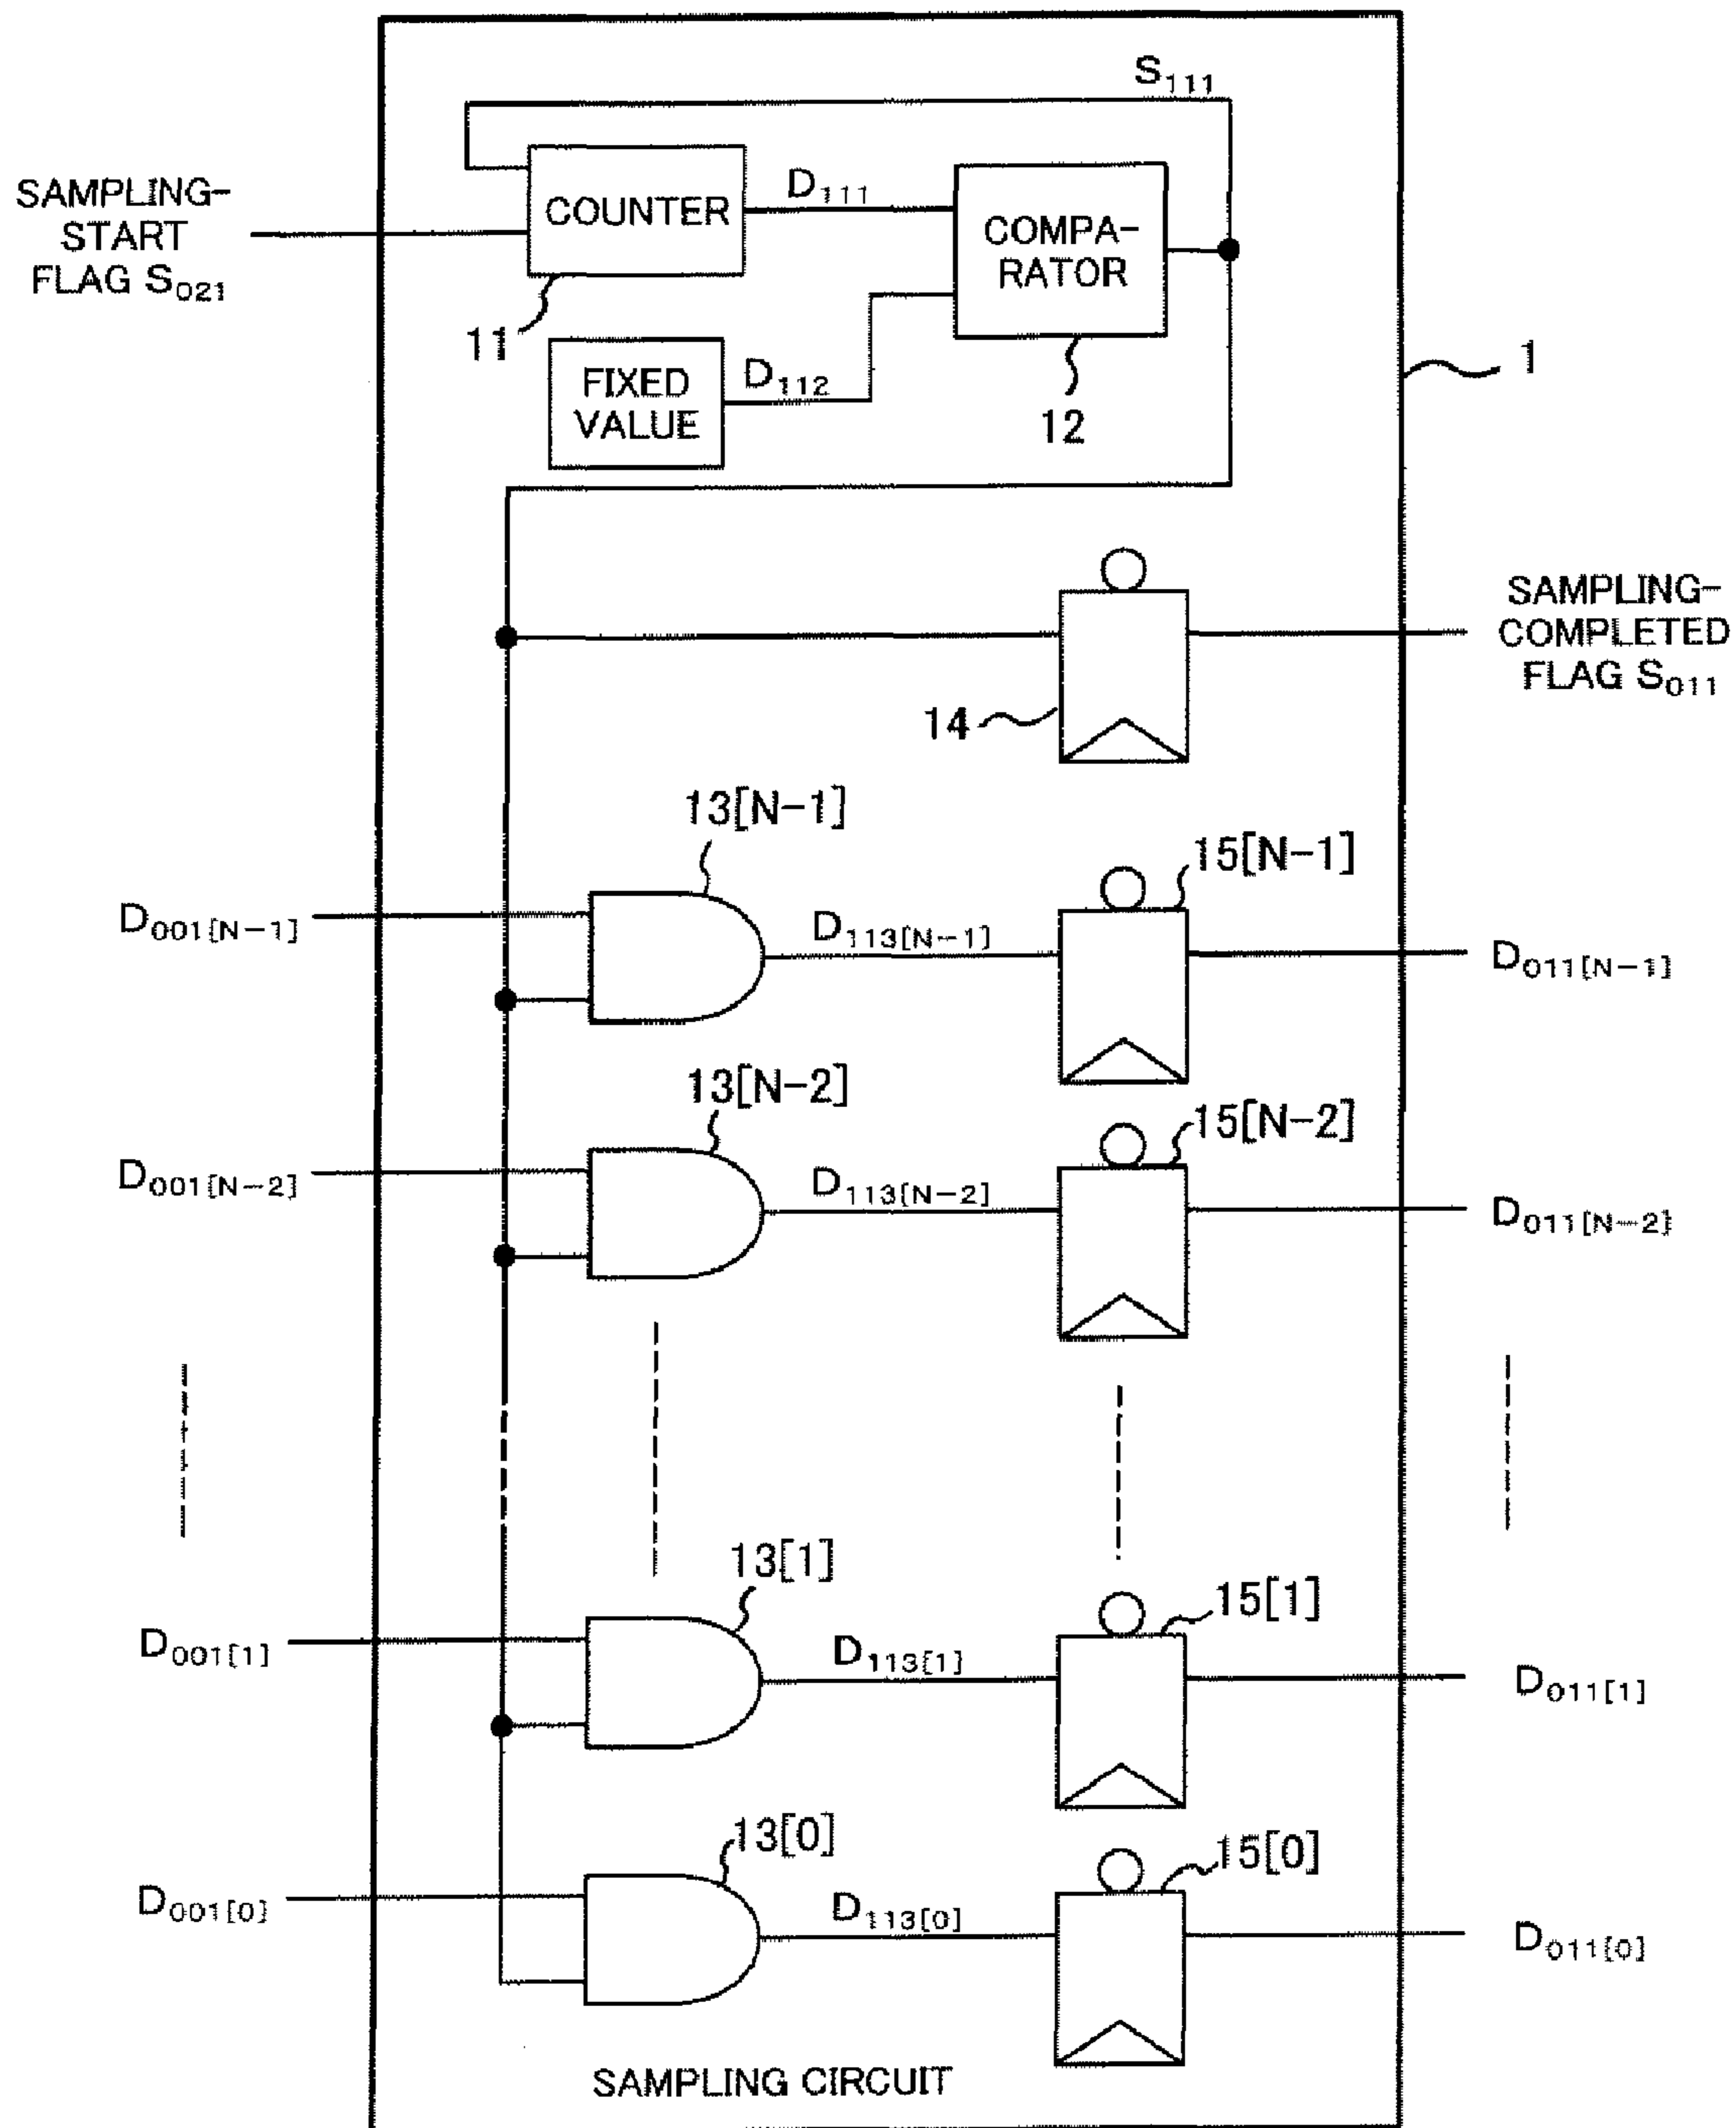 S111
SAMPLING-
START
FLAG S021
COUNTER
D111
COMPA-
RATOR
11
FIXED
VALUE
D112
12
1
SAMPLING-
COMPLETED
FLAG S011
14
13[N-1]
15[N-1]
D001[N-1]
D113[N-1]
D011[N-1]
13[N-2]
15[N-2]
D001[N-2]
D113[N-2]
D011[N-2]
13[1]
15[1]
D001[1]
D113[1]
D011[1]
13[0]
15[0]
D001[0]
D113[0]
D011[0]
SAMPLING CIRCUIT